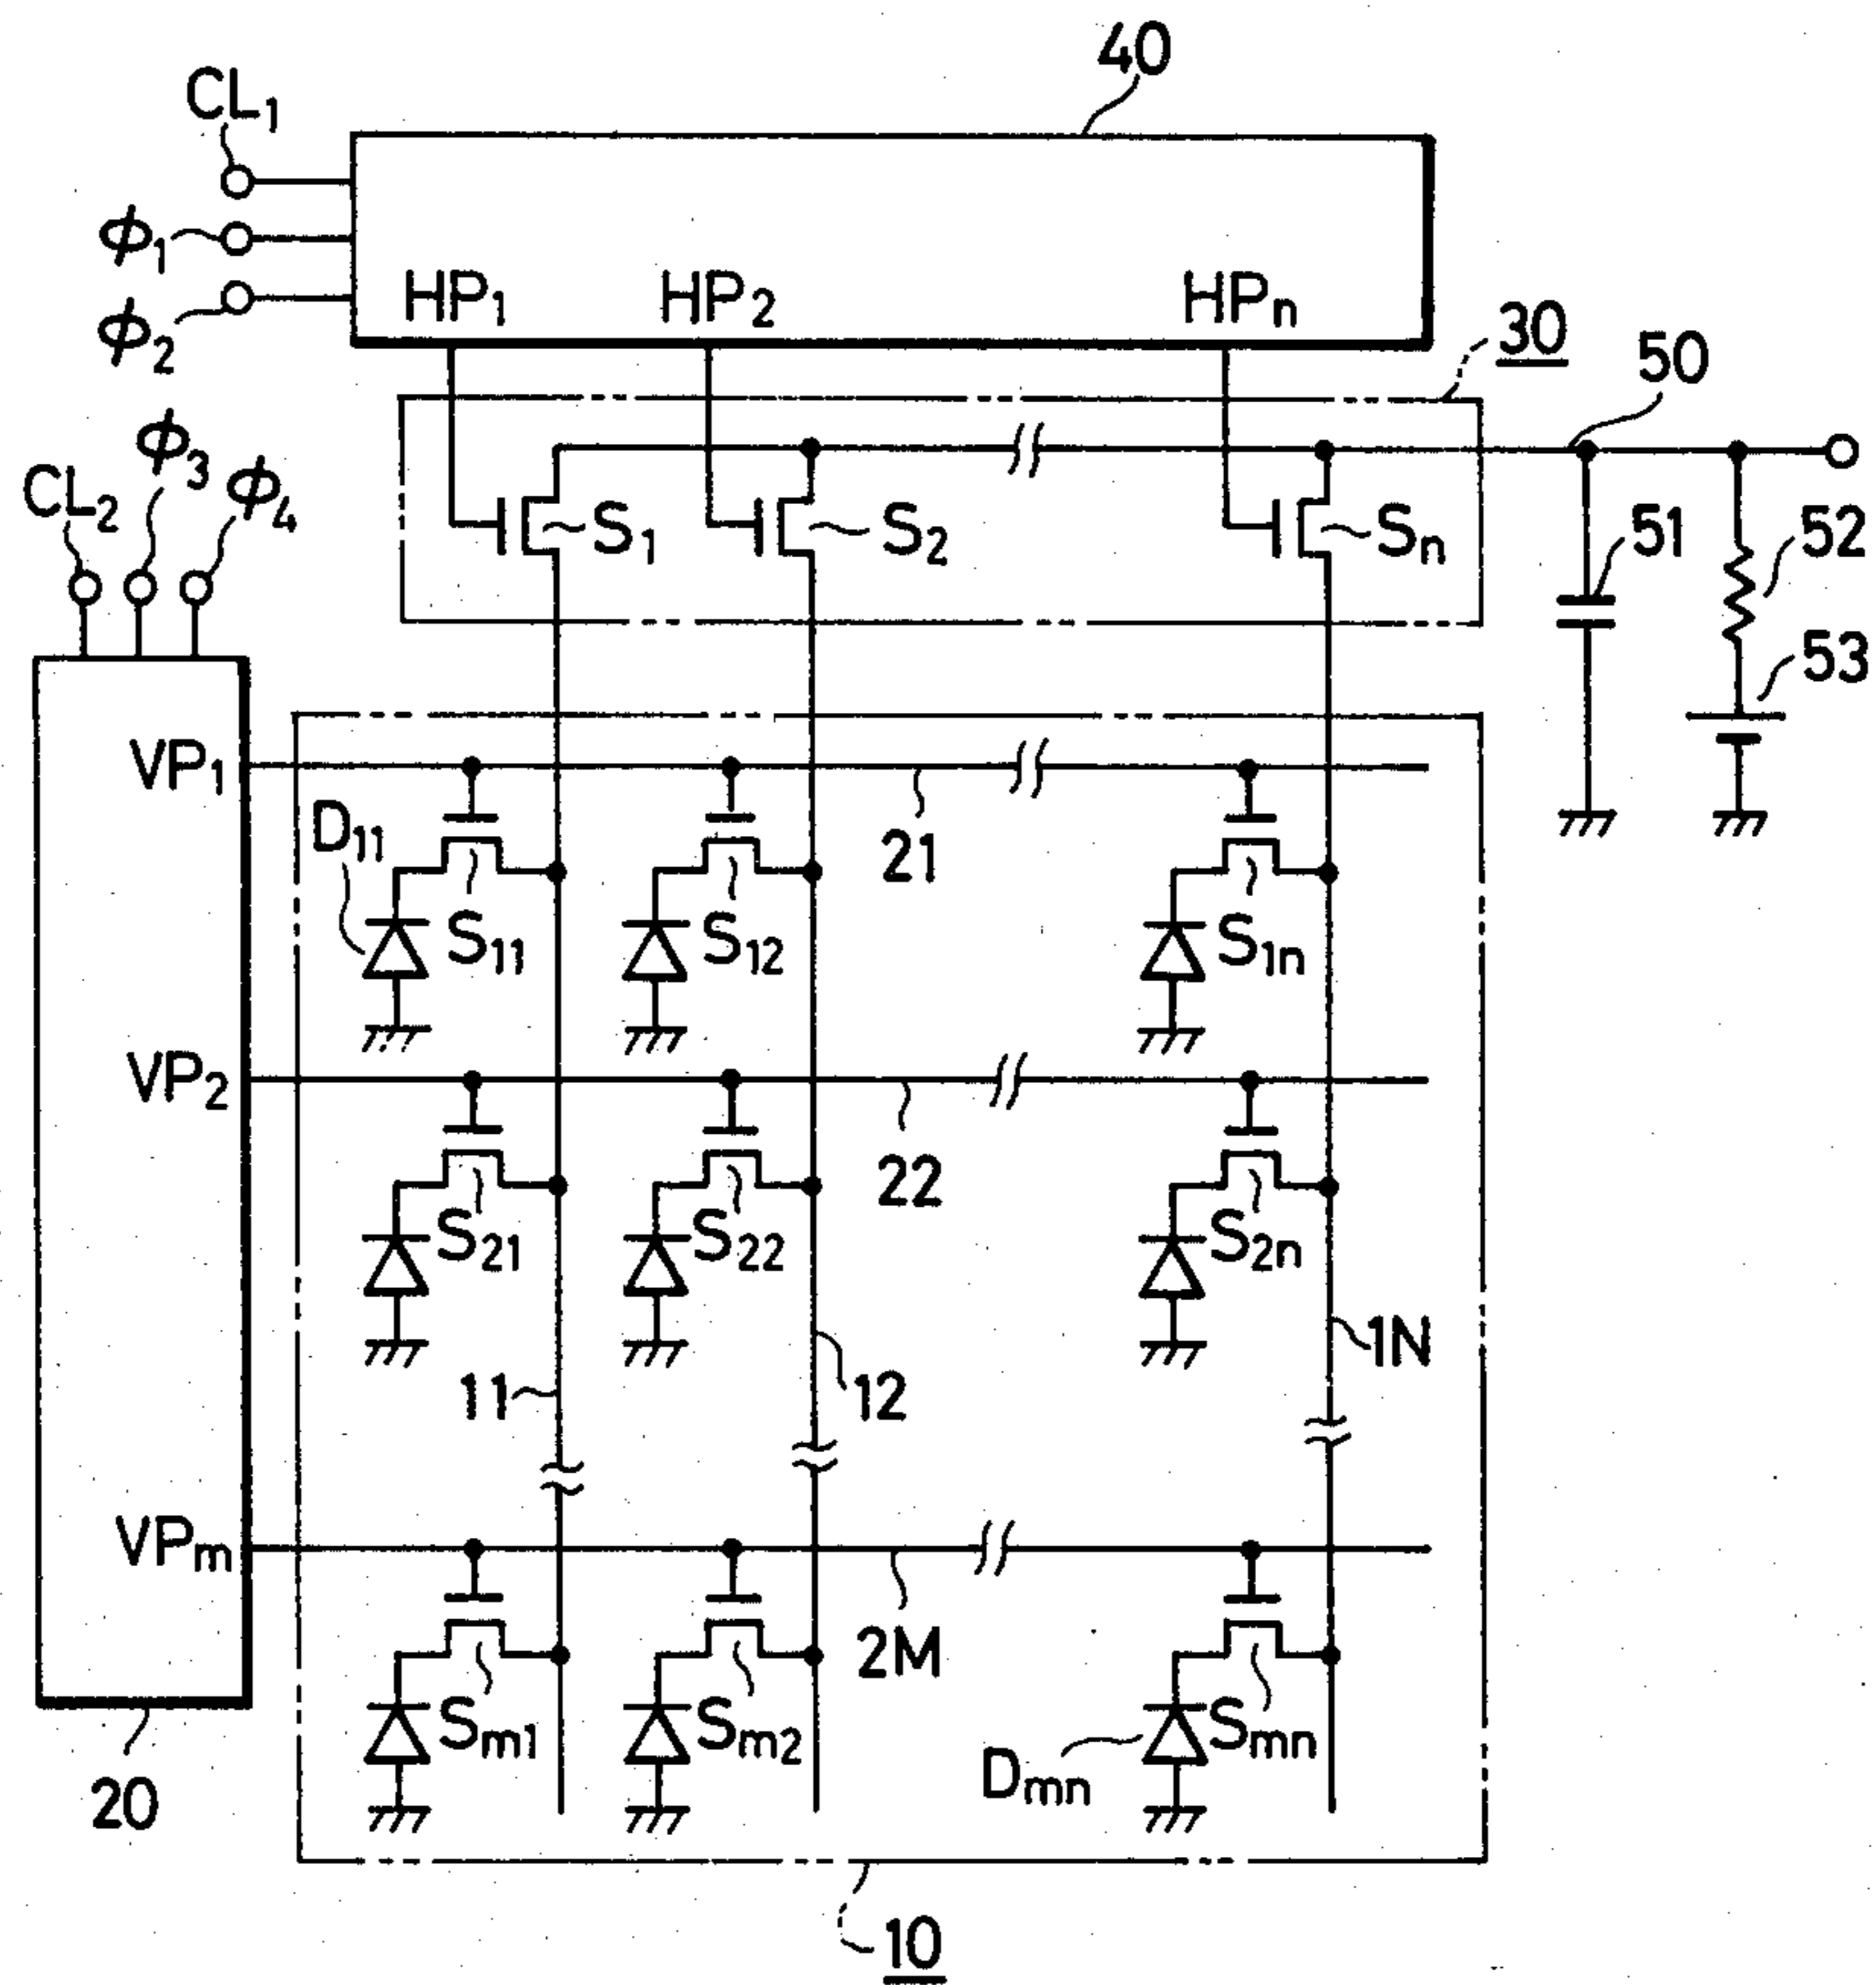 40
CL1
ϕ1
HP1 HP2 HPn
ϕ2
30
50
ϕ3
CL2 ϕ4
S1 S2 Sn 51 52
53
VP1
D11 21
S11 S12 S1n
VP2
22
S21 S22 S2n
1N
11 12
VPm
2M
Sm1 Sm2 Smn
Dmn
20
10